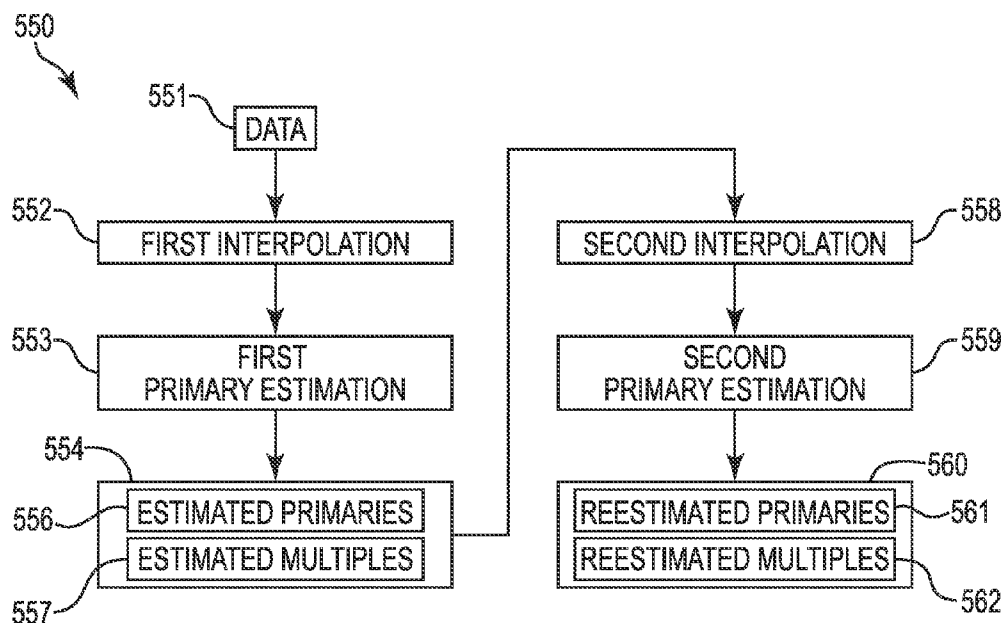 550
551
DATA
552
FIRST INTERPOLATION
553
FIRST
PRIMARY ESTIMATION
554
556
ESTIMATED PRIMARIES
557
ESTIMATED MULTIPLES
558
SECOND INTERPOLATION
559
SECOND
PRIMARY ESTIMATION
560
REESTIMATED PRIMARIES
561
REESTIMATED MULTIPLES
562